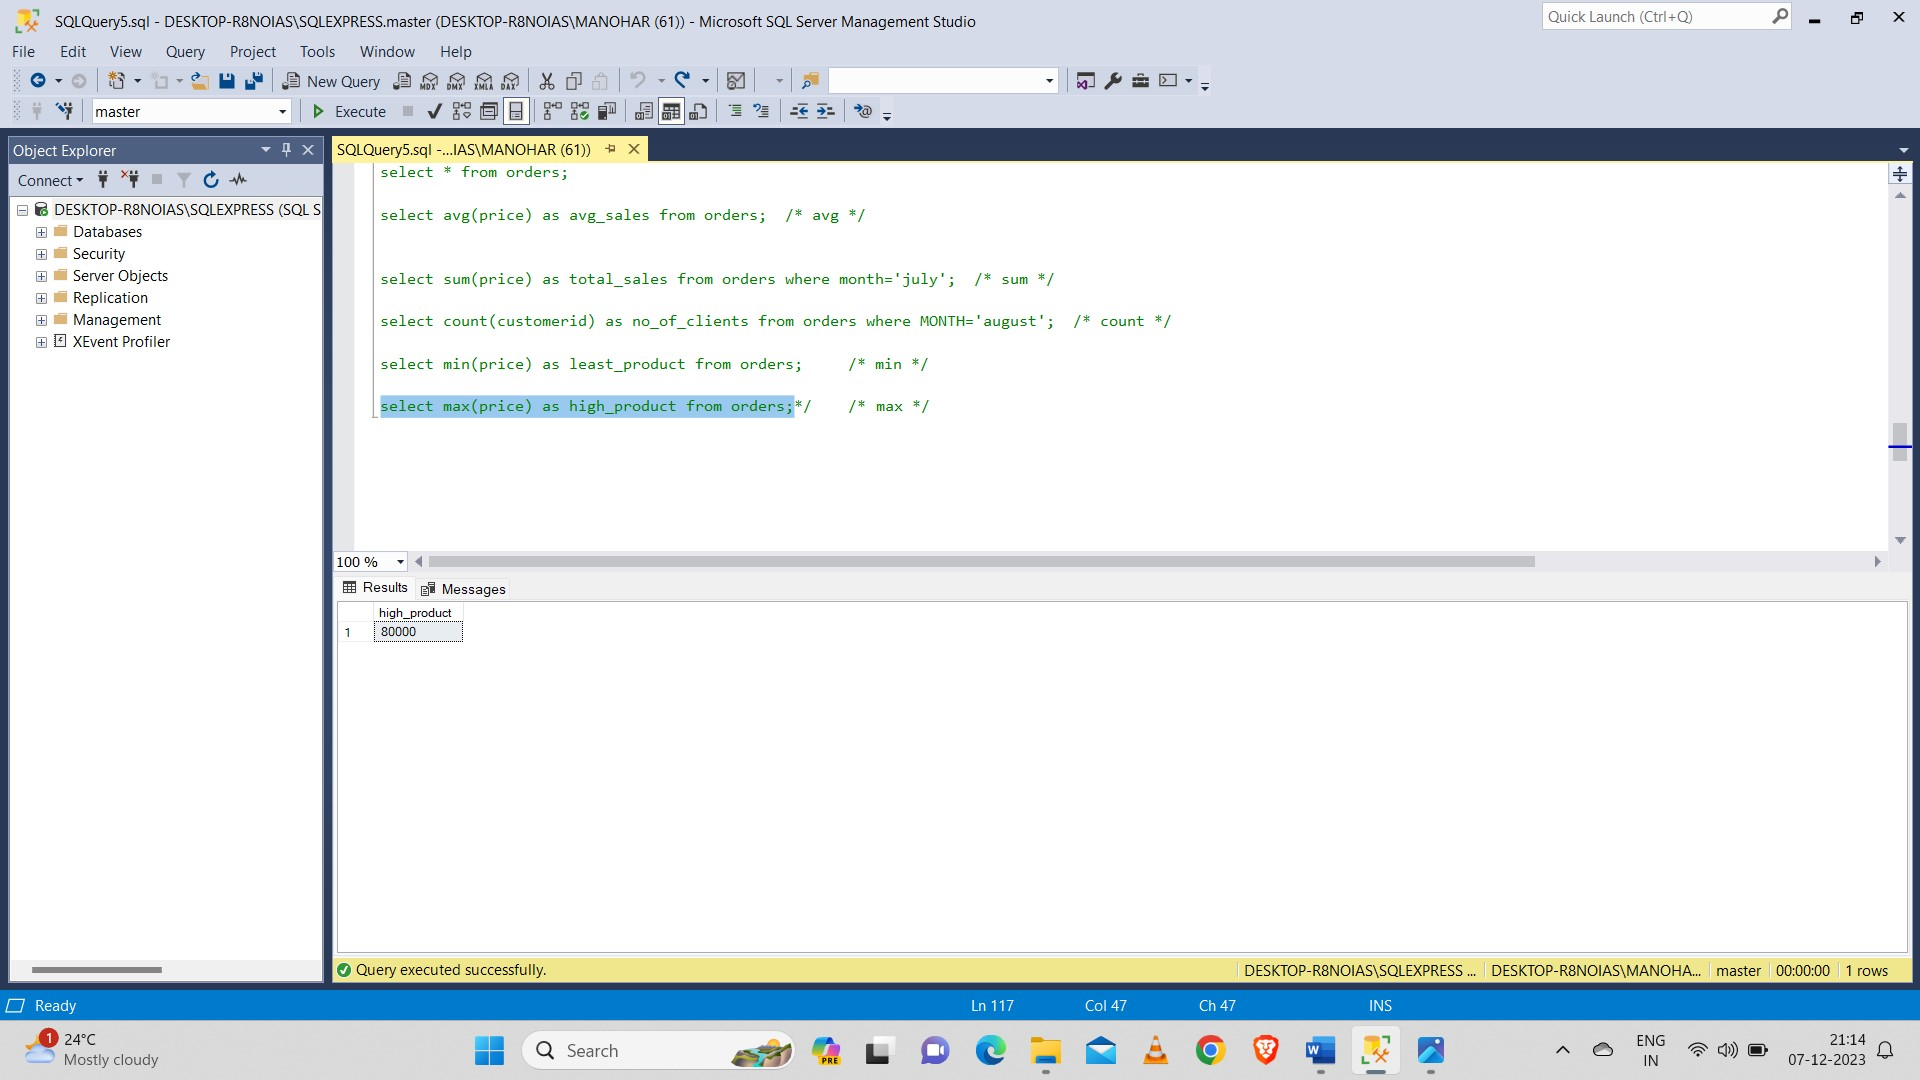 SQLQuery5.sql - DESKTOP-R8NOIAS\SQLEXPRESS.master (DESKTOP-R8NOIAS\MANOHAR (61)) - Microsoft SQL Server Management Studio
Quick Launch (Ctrl+Q)
File Edit View Query Project Tools Window Help
New Query MDX DMX XMLA DAX
master Execute
Object Explorer
SQLQuery5.sql -...IAS\MANOHAR (61))
Connect
DESKTOP-R8NOIAS\SQLEXPRESS (SQL S
Databases
Security
Server Objects
Replication
Management
XEvent Profiler
select * from orders;
select avg(price) as avg_sales from orders; /* avg */
select sum(price) as total_sales from orders where month='july'; /* sum */
select count(customerid) as no_of_clients from orders where MONTH='august'; /* count */
select min(price) as least_product from orders; /* min */
select max(price) as high_product from orders;*/ /* max */
100 %
Results Messages
high_product
1 80000
Query executed successfully.
DESKTOP-R8NOIAS\SQLEXPRESS ... DESKTOP-R8NOIAS\MANOHA... master 00:00:00 1 rows
Ready Ln 117 Col 47 Ch 47 INS
1
24°C
Mostly cloudy
Search
PRE
ENG
IN
21:14
07-12-2023